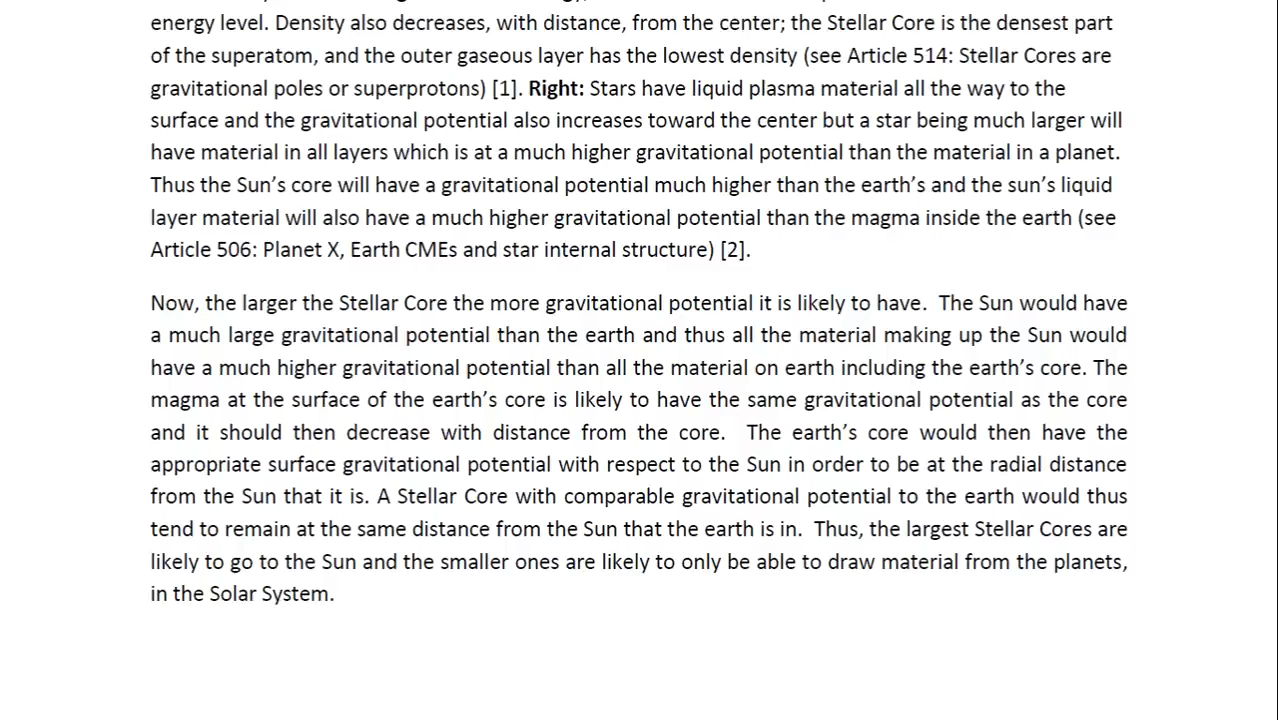 energy level. Density also decreases, with distance, from the center; the Stellar Core is the densest part
of the superatom, and the outer gaseous layer has the lowest density (see Article 514: Stellar Cores are
gravitational poles or superprotons) [1]. Right: Stars have liquid plasma material all the way to the
surface and the gravitational potential also increases toward the center but a star being much larger will
have material in all layers which is at a much higher gravitational potential than the material in a planet.
Thus the Sun’s core will have a gravitational potential much higher than the earth’s and the sun’s liquid
layer material will also have a much higher gravitational potential than the magma inside the earth (see
Article 506: Planet X, Earth CMEs and star internal structure) [2].
Now, the larger the Stellar Core the more gravitational potential it is likely to have. The Sun would have
a much large gravitational potential than the earth and thus all the material making up the Sun would
have a much higher gravitational potential than all the material on earth including the earth’s core. The
magma at the surface of the earth’s core is likely to have the same gravitational potential as the core
and it should then decrease with distance from the core. The earth’s core would then have the
appropriate surface gravitational potential with respect to the Sun in order to be at the radial distance
from the Sun that it is. A Stellar Core with comparable gravitational potential to the earth would thus
tend to remain at the same distance from the Sun that the earth is in. Thus, the largest Stellar Cores are
likely to go to the Sun and the smaller ones are likely to only be able to draw material from the planets,
in the Solar System.